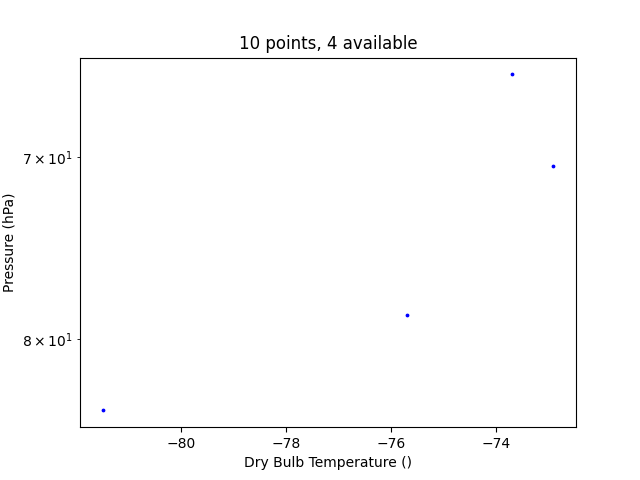 10 points, 4 available
7 × 10¹
8 × 10¹
Pressure (hPa)
−80 −78 −76 −74
Dry Bulb Temperature ()